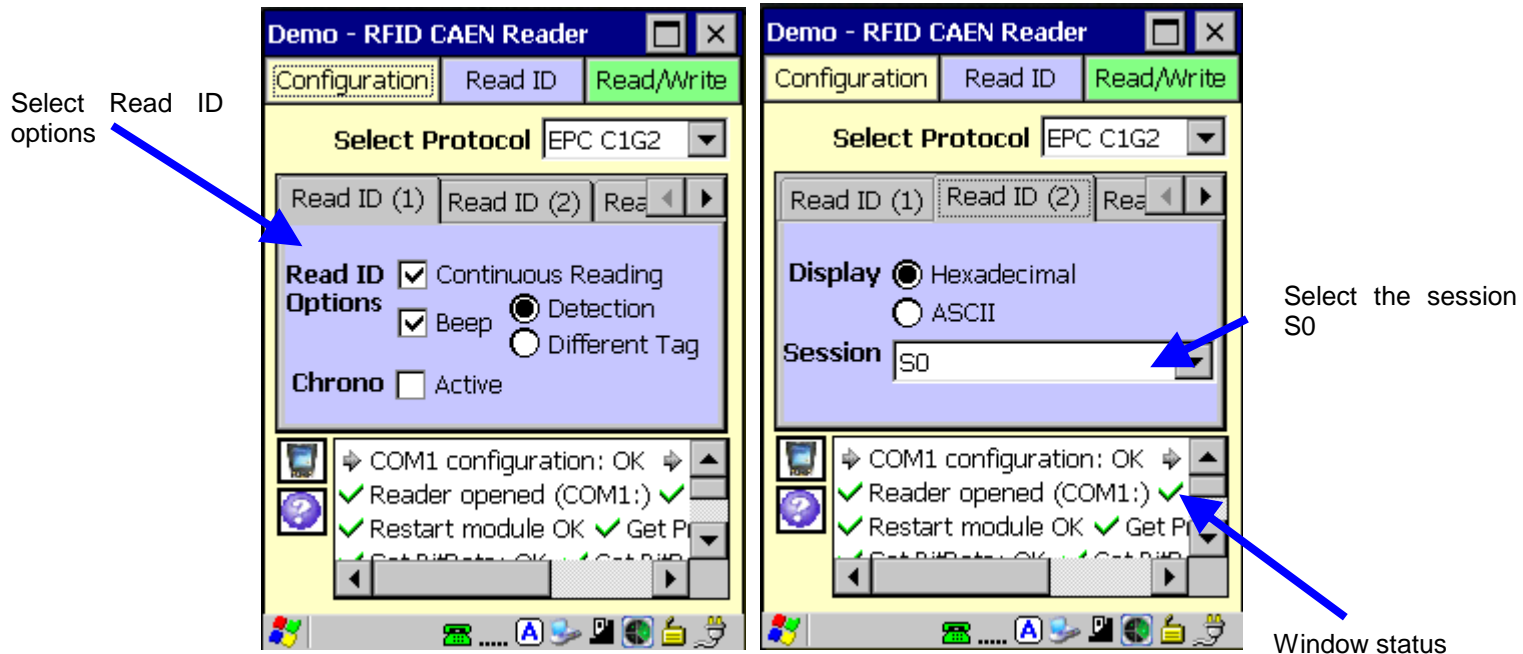 Select Read ID
options
Demo - RFID CAEN Reader
Configuration Read ID Read/Write
Select Protocol EPC C1G2
Read ID (1) Read ID (2) Rea
Read ID Continuous Reading
Options Beep Detection
Different Tag
Chrono Active
COM1 configuration: OK
Reader opened (COM1:)
Restart module OK Get P
Demo - RFID CAEN Reader
Configuration Read ID Read/Write
Select Protocol EPC C1G2
Read ID (1) Read ID (2) Rea
Display Hexadecimal
ASCII
Session S0
COM1 configuration: OK
Reader opened (COM1:)
Restart module OK Get P
A
A
Select the session
S0
Window status